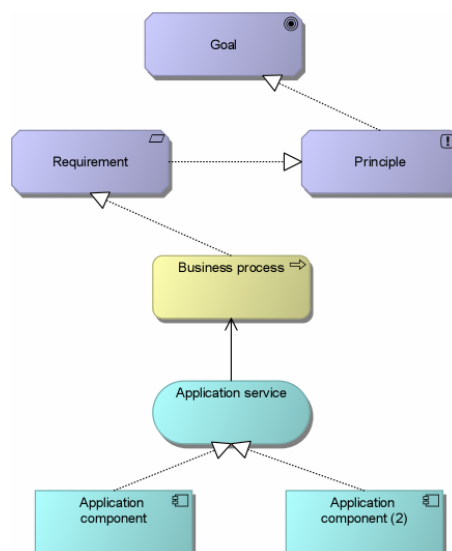 Goal
Requirement
Principle
Business process
Application service
Application
component
Application
component (2)